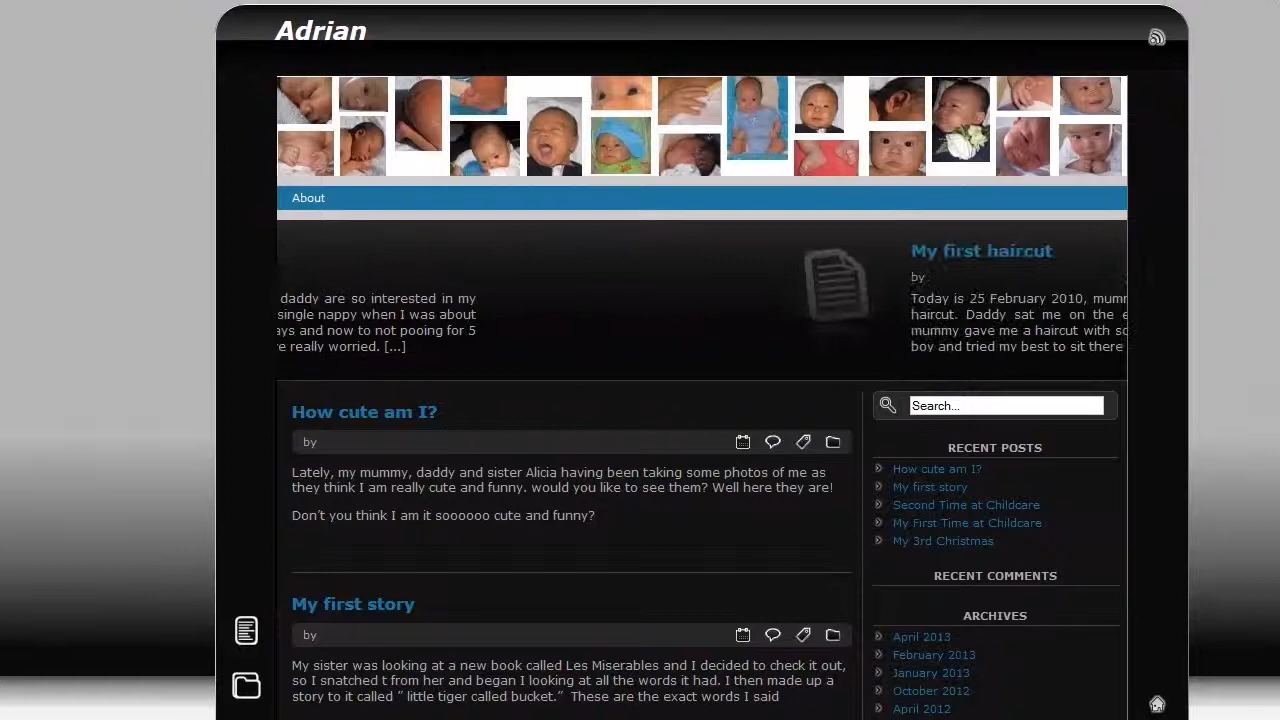 Adrian
About
My first haircut
by
daddy are so interested in my
single nappy when I was about
and now to not pooing for 5
really worried. [...]
Today is 25 February 2010,
haircut. Daddy sat me on the
mummy gave me a haircut with
boy and tried my best to sit there
How cute am I?
by
Lately, my mummy, daddy and sister Alicia having been taking some photos of me as
they think I am really cute and funny. would you like to see them? Well here they are!
Don't you think I am it soooooo cute and funny?
My first story
by
My sister was looking at a new book called Les Miserables and I decided to check it out,
so I snatched t from her and began I looking at all the words it had. I then made up a
story to it called " little tiger called bucket." These are the exact words I said
Search...
RECENT POSTS
How cute am I?
My first story
Second Time at Childcare
My First Time at Childcare
My 3rd Christmas
RECENT COMMENTS
ARCHIVES
April 2013
February 2013
January 2013
October 2012
April 2012